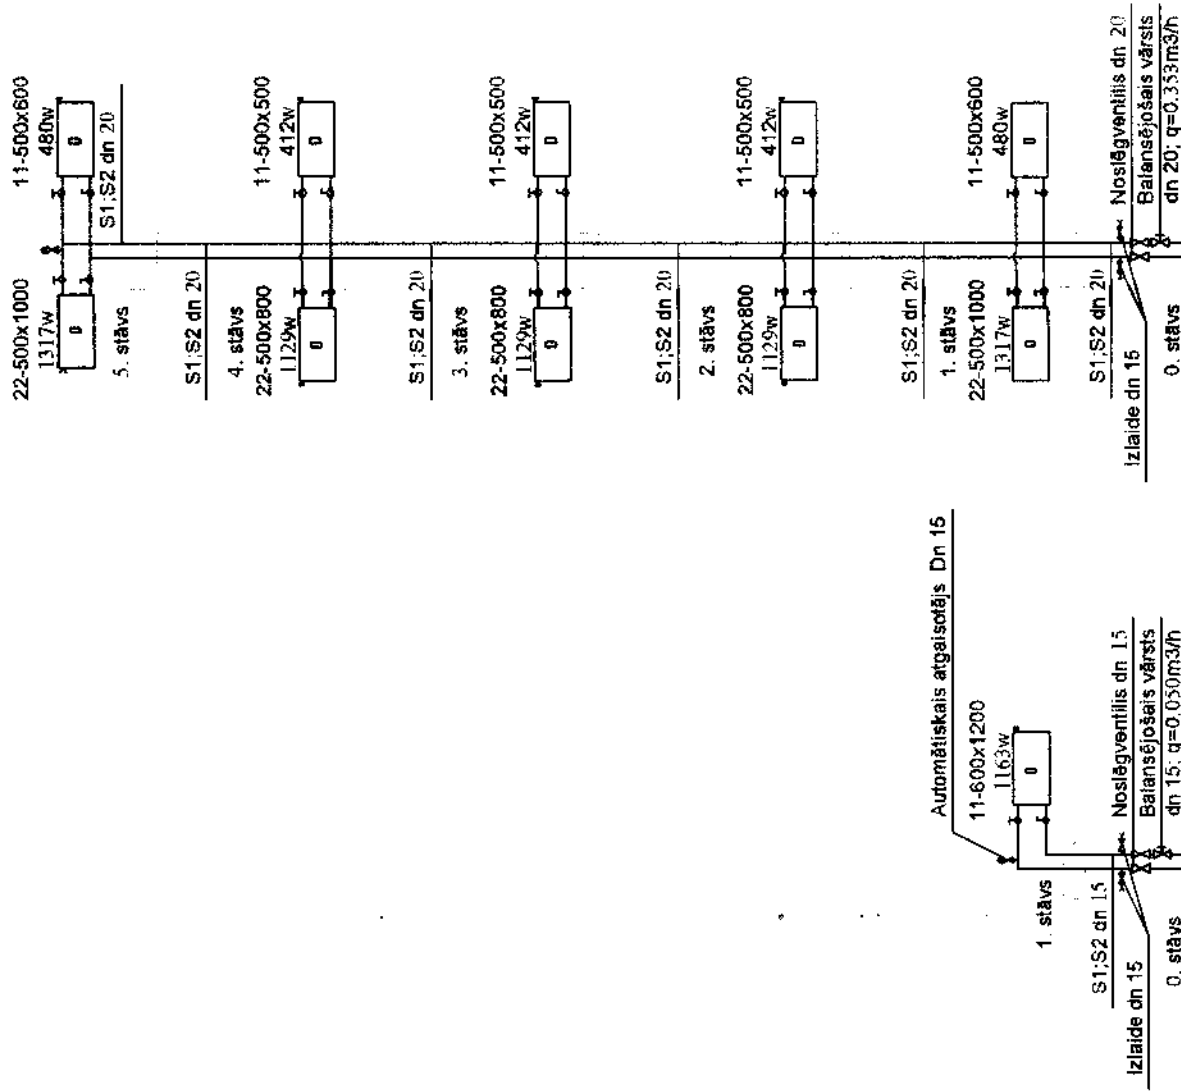 22-500x1000
1317w
11-500x600
480w
5. stāvs
S1;S2 dn 20
S1;S2 dn 20
4. stāvs
22-500x800
1129w
11-500x500
412w
S1;S2 dn 20
3. stāvs
22-500x800
1129w
11-500x500
412w
S1;S2 dn 20
2. stāvs
22-500x800
1129w
11-500x500
412w
S1;S2 dn 20
1. stāvs
22-500x1000
1317w
11-500x600
480w
S1;S2 dn 20
Izlaide dn 15
Noslēgventilis dn 20
Balansējošais vārsts
dn 20; q=0.353m3/h
0. stāvs
Automātiskais atgaisotājs Dn 15
11-600x1200
1163w
1. stāvs
S1;S2 dn 15
Izlaide dn 15
Noslēgventilis dn 15
Balansējošais vārsts
dn 15; q=0.050m3/h
0. stāvs